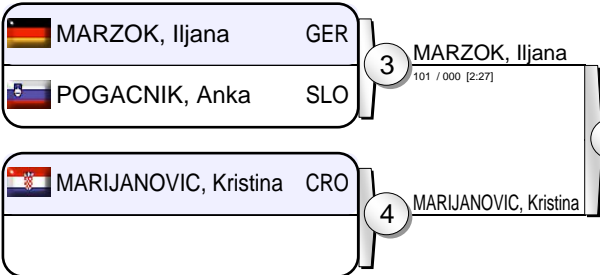 MARZOK, Iljana GER
POGACNIK, Anka SLO
3
MARZOK, Iljana
101 / 000 [2:27]
MARIJANOVIC, Kristina CRO
4
MARIJANOVIC, Kristina